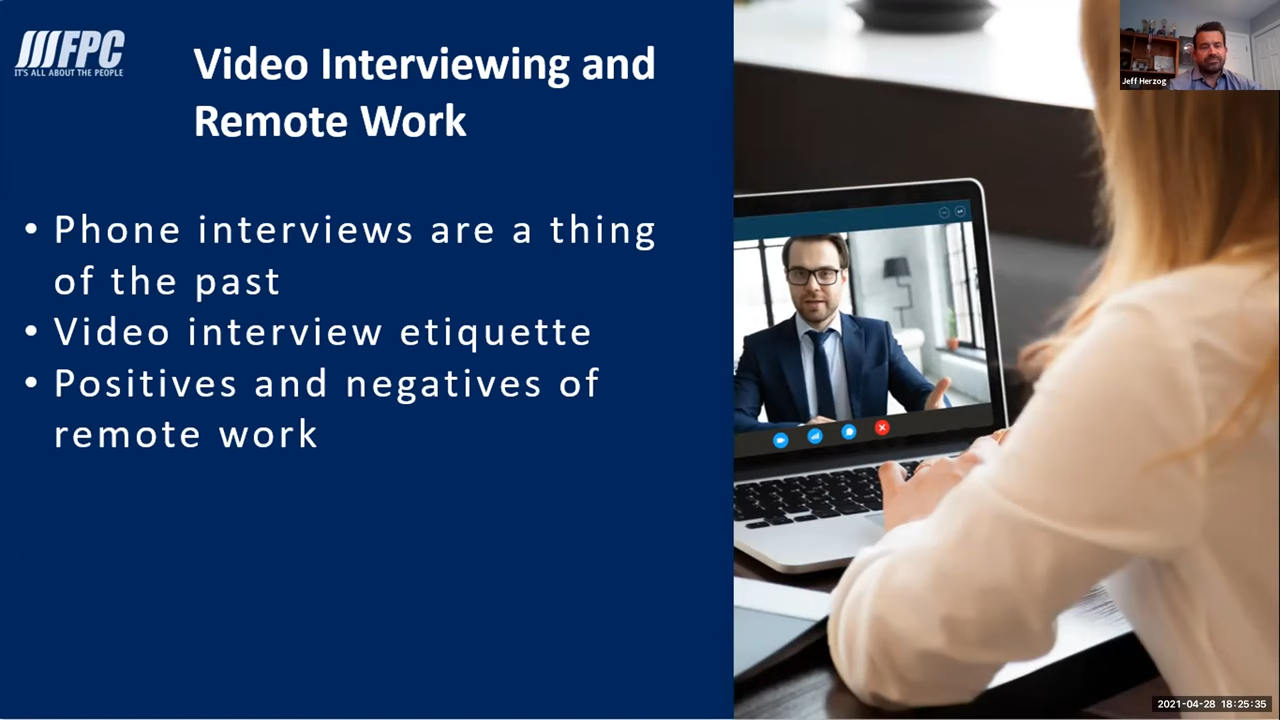 FPC
IT'S ALL ABOUT THE PEOPLE
Video Interviewing and
Remote Work
• Phone interviews are a thing
of the past
• Video interview etiquette
• Positives and negatives of
remote work
Jeff Herzog
2021-04-28 18:25:35